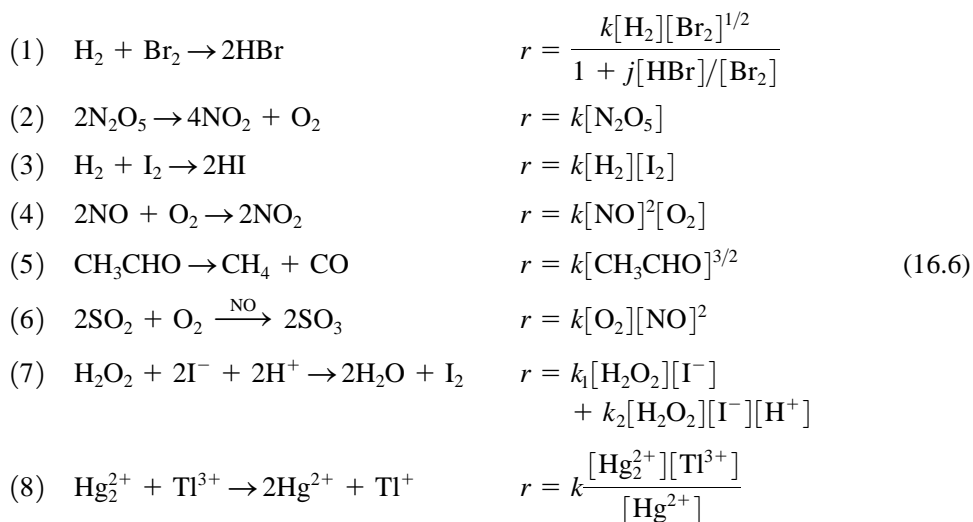 (1) H₂ + Br₂ → 2HBr r = k[H₂][Br₂]^{1/2} / (1 + j[HBr]/[Br₂])
(2) 2N₂O₅ → 4NO₂ + O₂ r = k[N₂O₅]
(3) H₂ + I₂ → 2HI r = k[H₂][I₂]
(4) 2NO + O₂ → 2NO₂ r = k[NO]²[O₂]
(5) CH₃CHO → CH₄ + CO r = k[CH₃CHO]^{3/2} (16.6)
(6) 2SO₂ + O₂ —NO→ 2SO₃ r = k[O₂][NO]²
(7) H₂O₂ + 2I⁻ + 2H⁺ → 2H₂O + I₂ r = k₁[H₂O₂][I⁻]
+ k₂[H₂O₂][I⁻][H⁺]
(8) Hg₂²⁺ + Tl³⁺ → 2Hg²⁺ + Tl⁺ r = k [Hg₂²⁺][Tl³⁺] / [Hg²⁺]